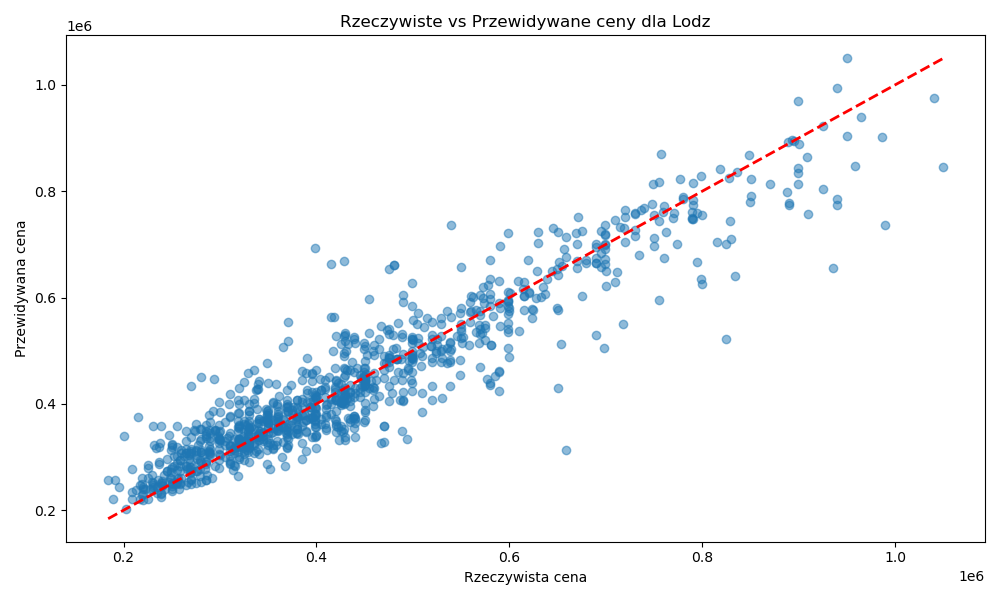 Rzeczywiste vs Przewidywane ceny dla Lodz
1e6
1.0
0.8
0.6
0.4
0.2
Przewidywana cena
0.2 0.4 0.6 0.8 1.0
1e6
Rzeczywista cena